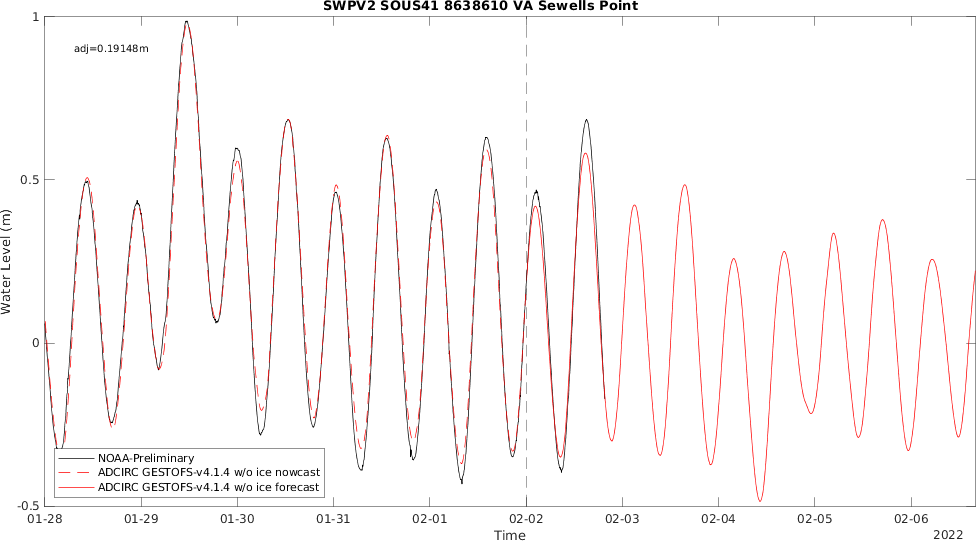 SWPV2 SOUS41 8638610 VA Sewells Point
1
adj=0.19148m
0.5
Water Level (m)
0
NOAA-Preliminary
ADCIRC GESTOFS-v4.1.4 w/o ice nowcast
ADCIRC GESTOFS-v4.1.4 w/o ice forecast
-0.5
01-28 01-29 01-30 01-31 02-01 02-02 02-03 02-04 02-05 02-06
Time
2022